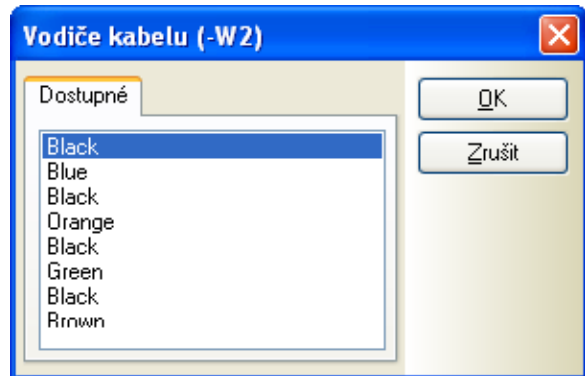 Vodiče kabelu (-W2)
Dostupné
Black
Blue
Black
Orange
Black
Green
Black
Brown
OK
Zrušit